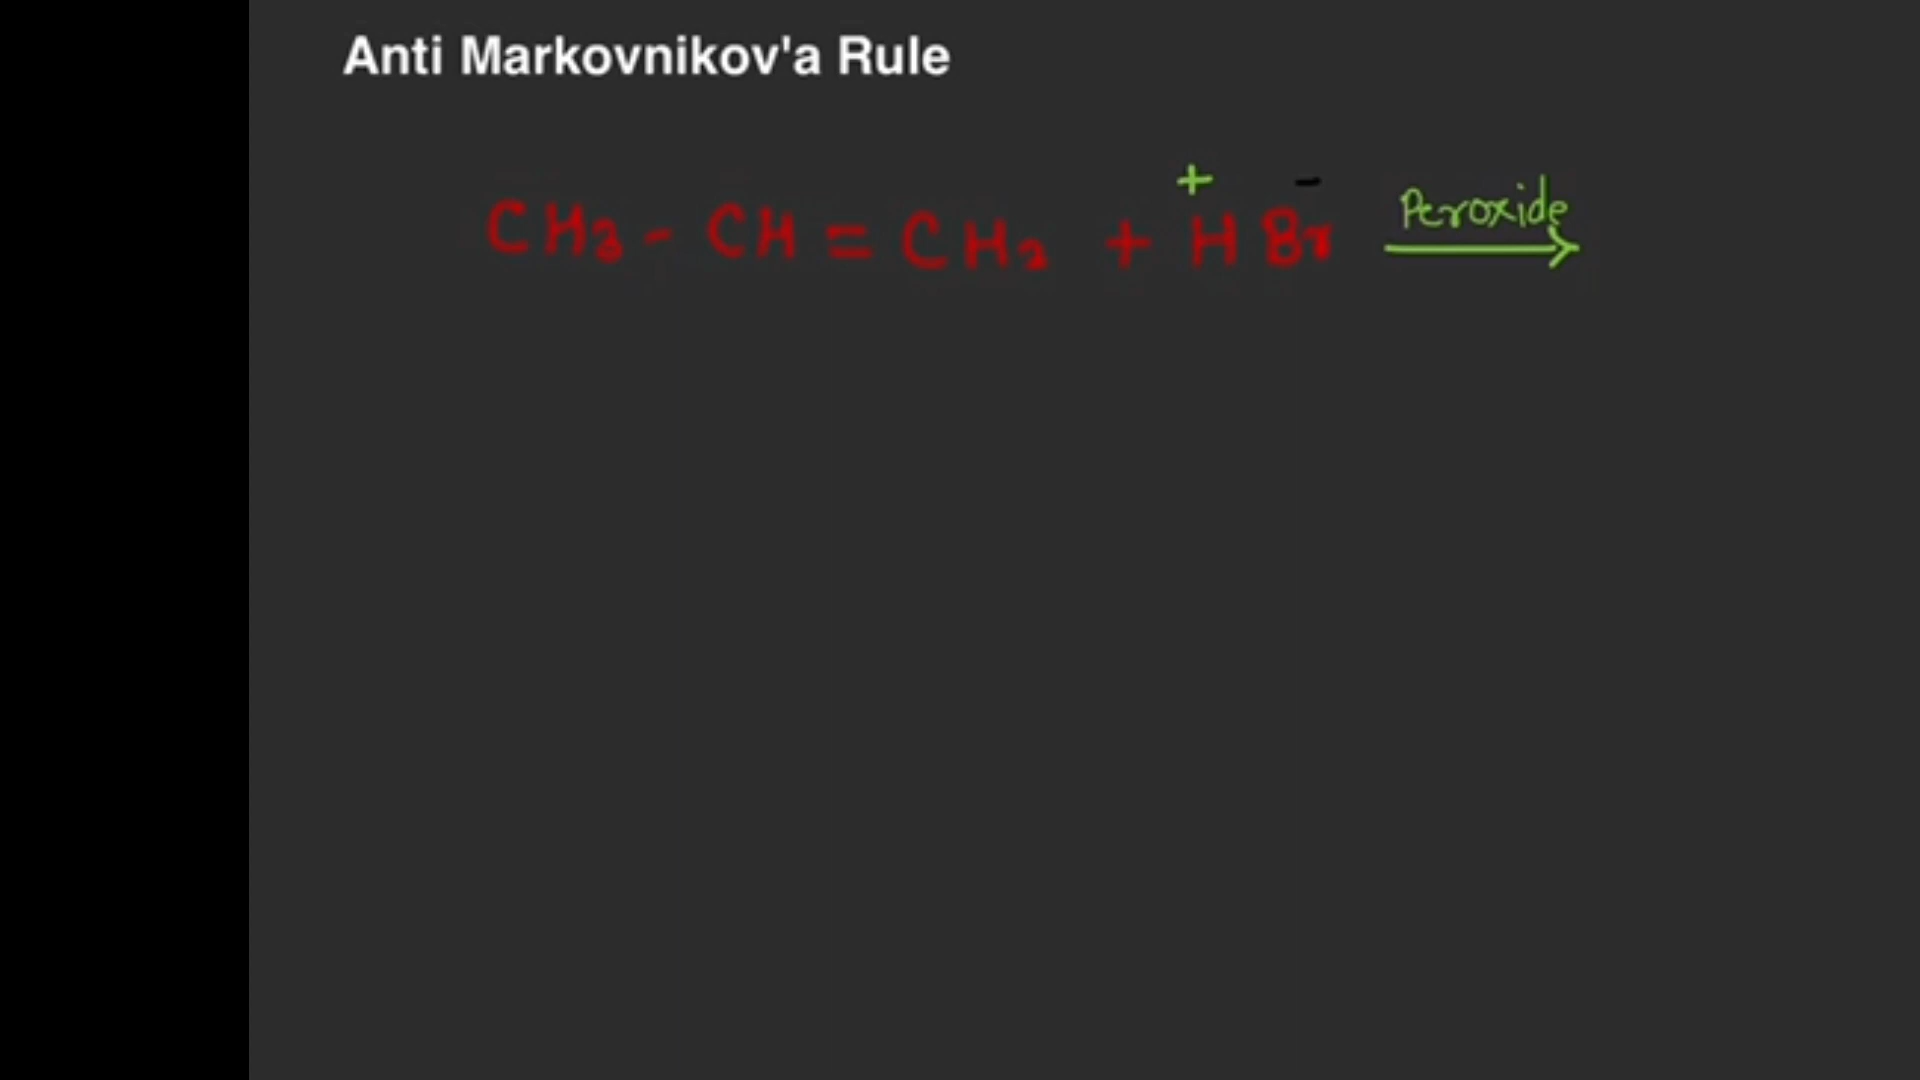 Anti Markovnikov'a Rule
+ -
CH3 - CH = CH2 + H Br Peroxide